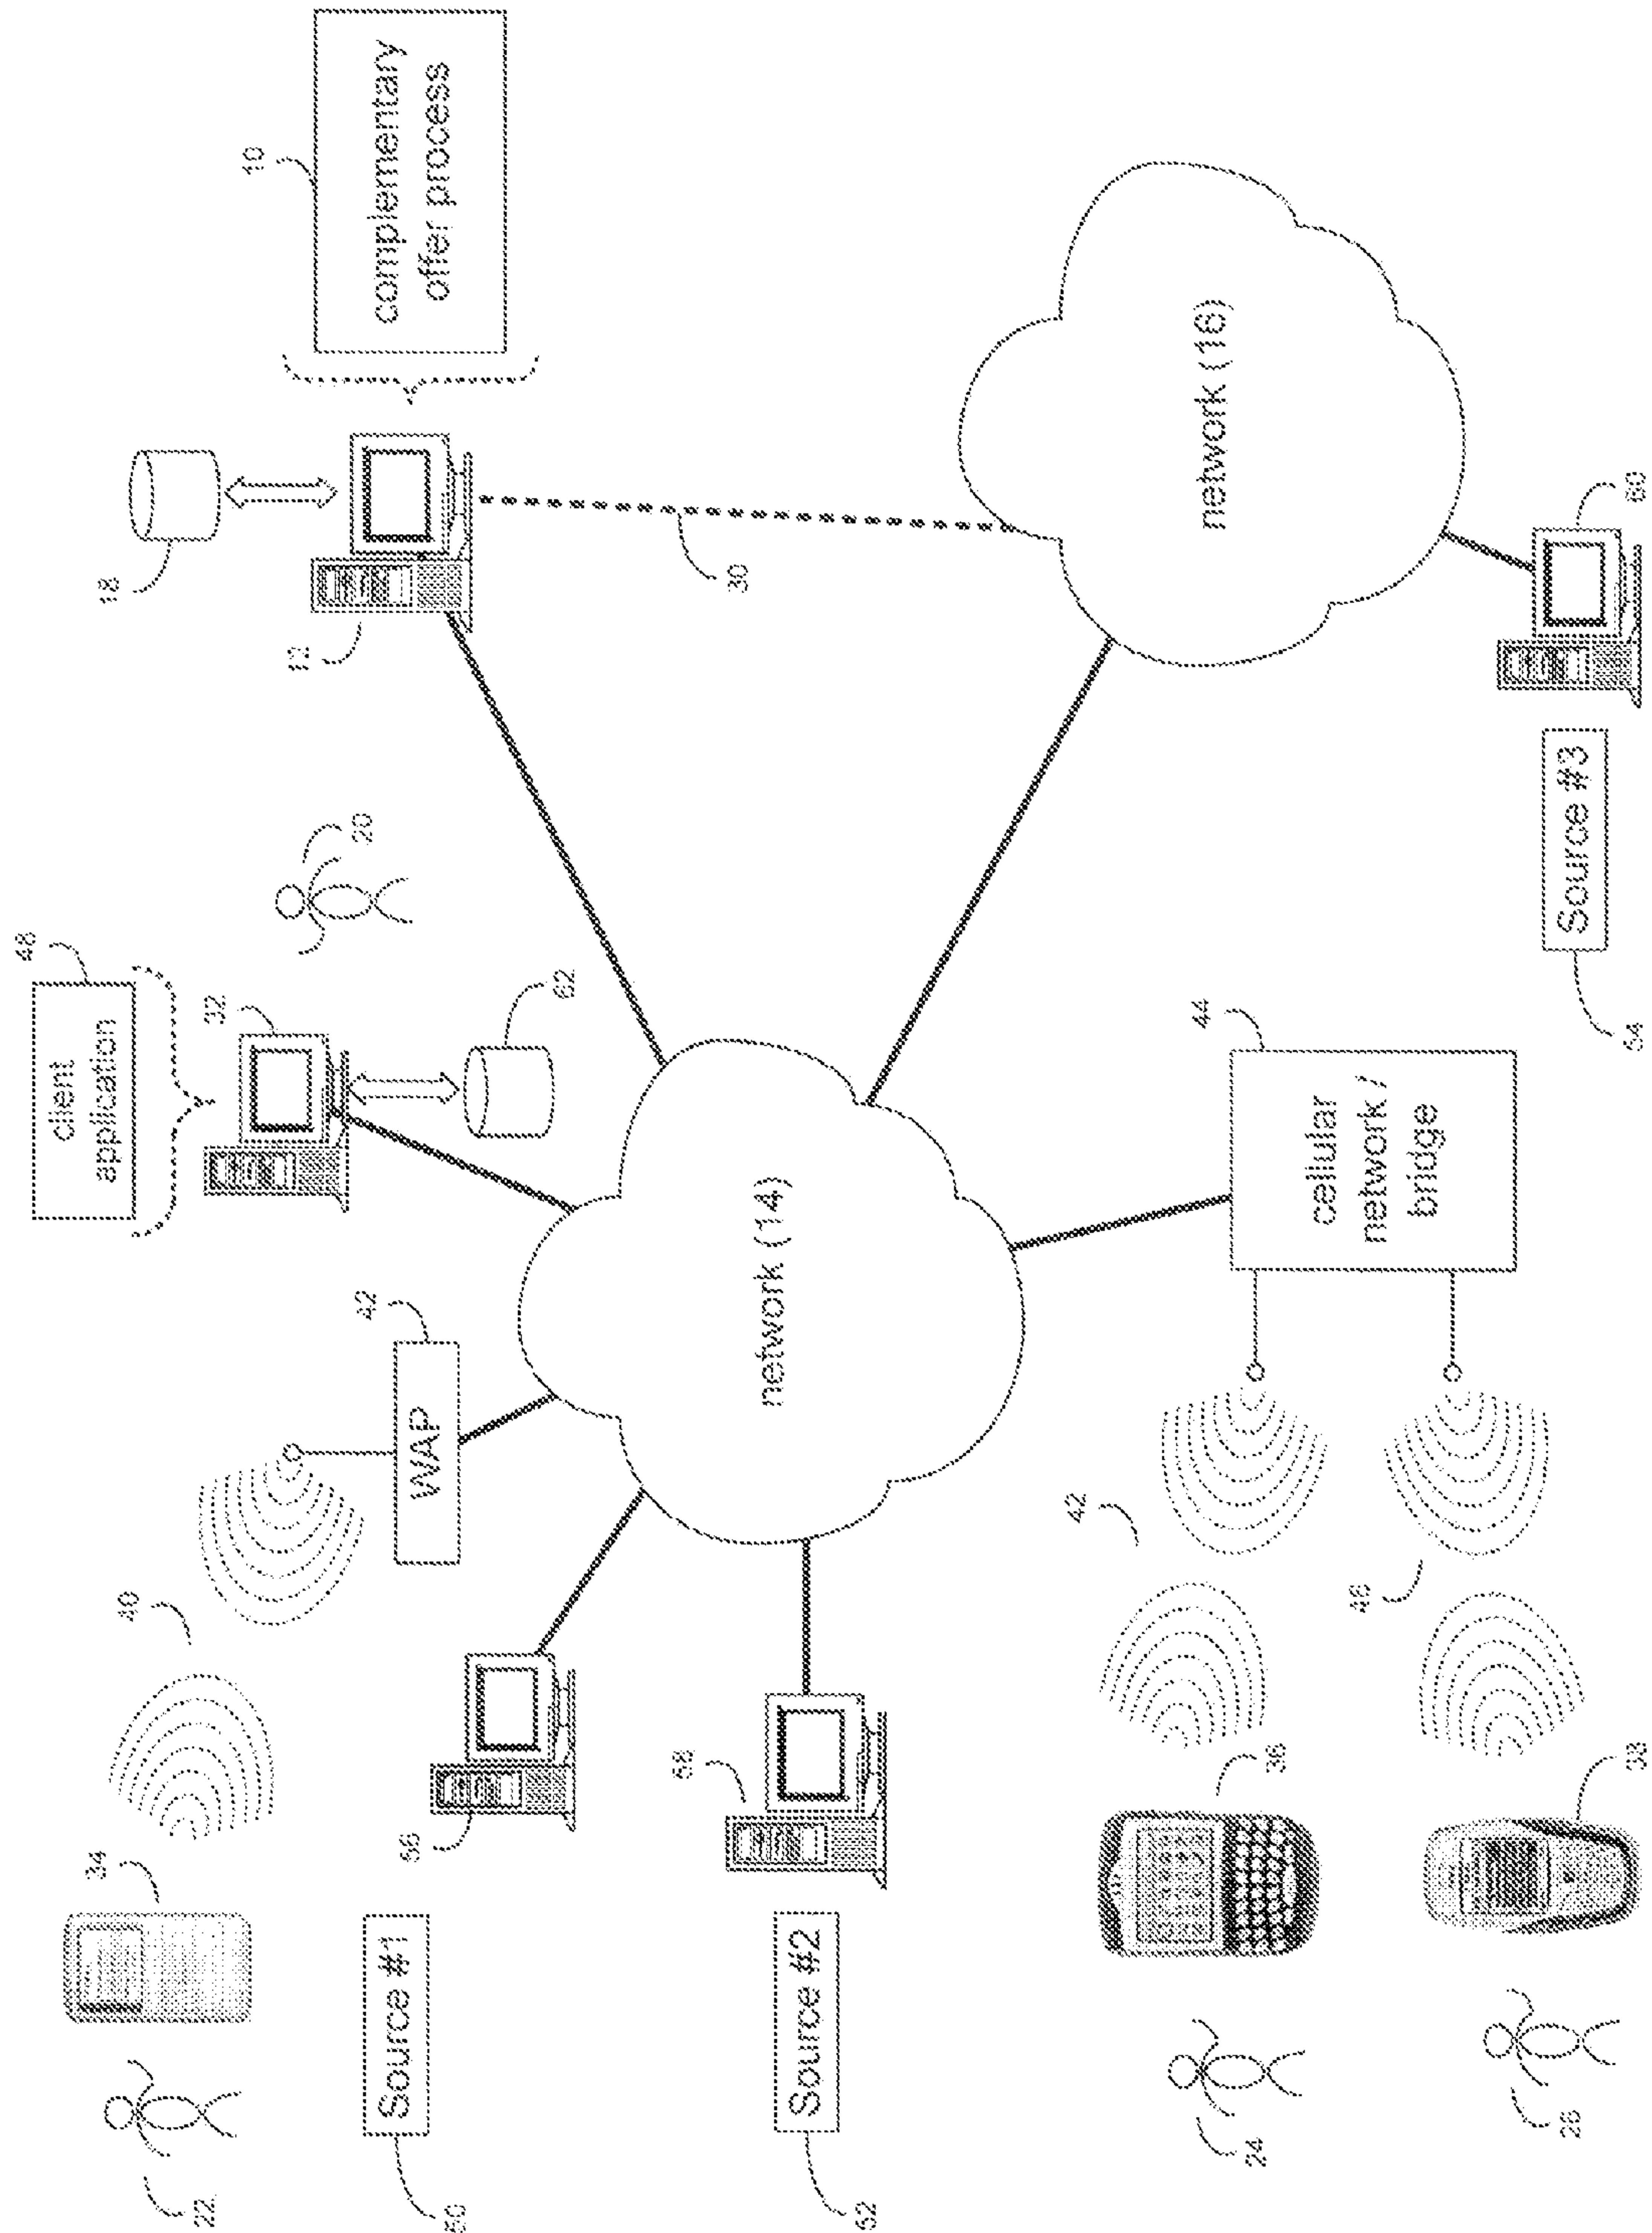 48
client
application
18
34
40
22
32
10
12
20
42
complementary
offer process
Source #1
56
WAP
50
62
58
30
network (14)
Source #2
52
42
44
network (16)
24
36
cellular
network /
bridge
46
26
Source #3
38
54
60